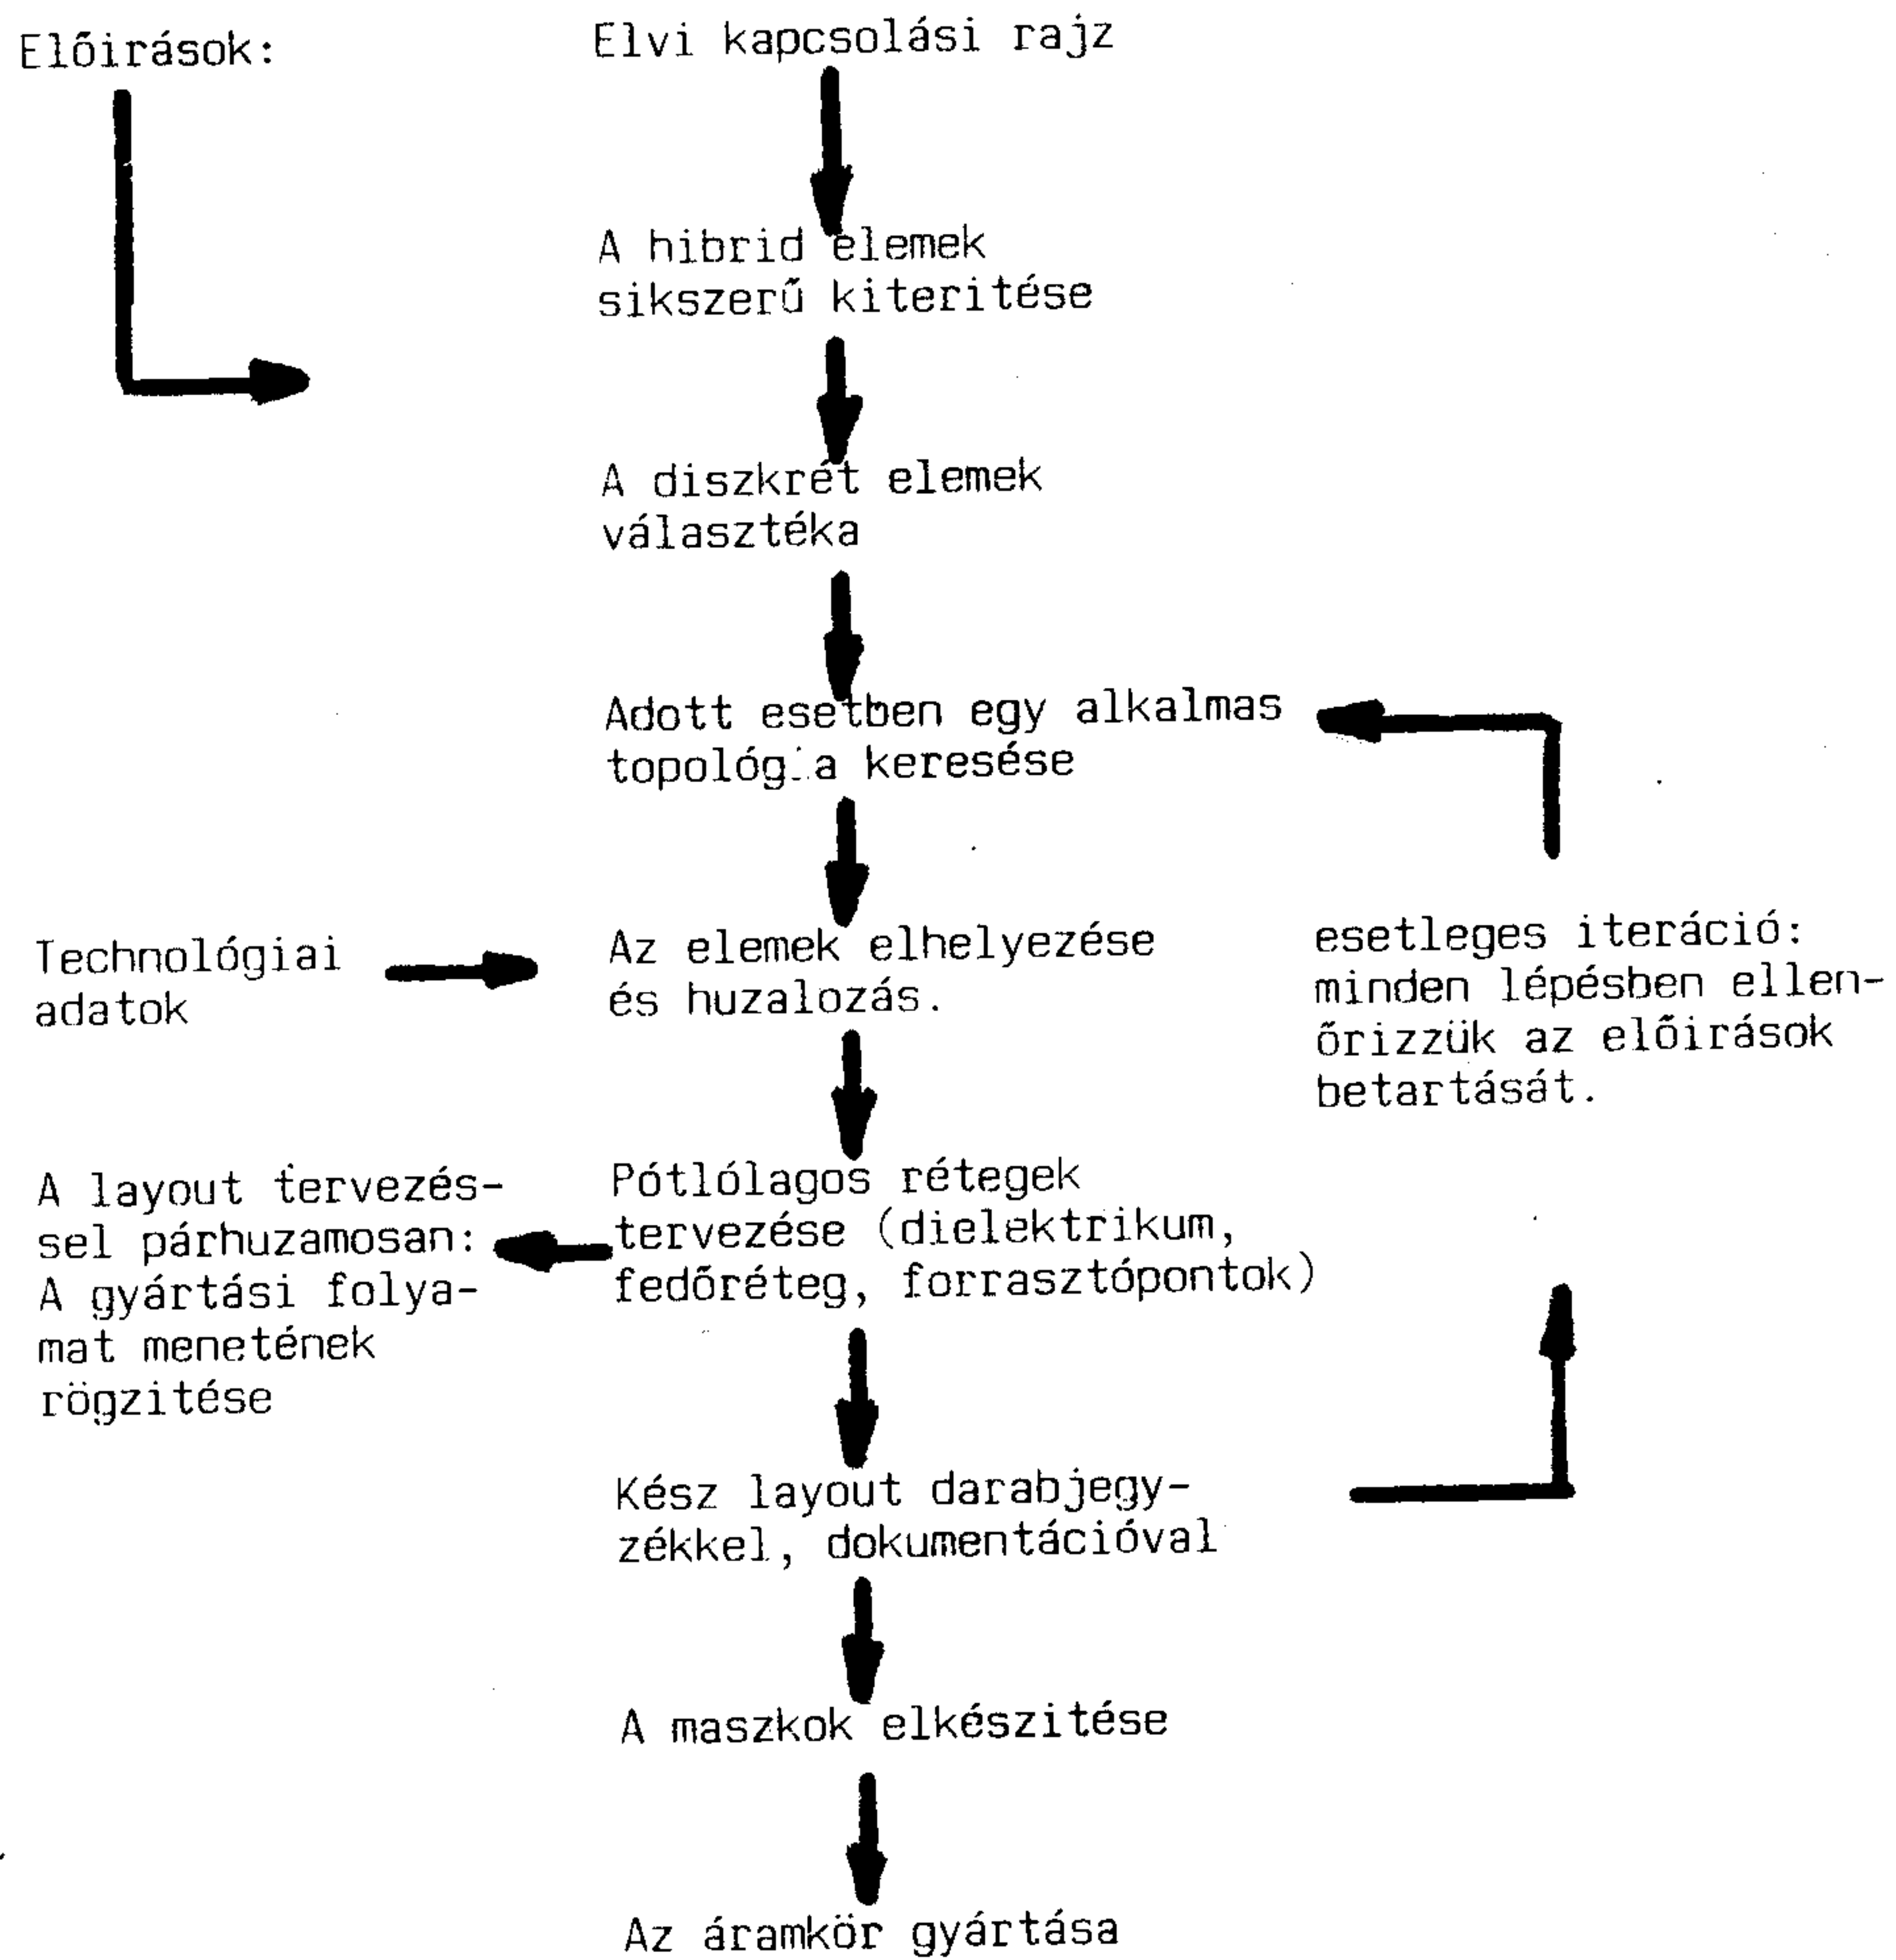 Előirások:
Elvi kapcsolási rajz
A hibrid elemek
sikszerű kiteritése
A diszkrét elemek
választéka
Adott esetben egy alkalmas
topológia keresése
Technológiai
adatok
Az elemek elhelyezése
és huzalozás.
esetleges iteráció:
minden lépésben ellen-
őrizzük az előirások
betartását.
A layout tervezés-
sel párhuzamosan:
A gyártási folya-
mat menetének
rögzitése
Pótlólagos rétegek
tervezése (dielektrikum,
fedőréteg, forrasztópontok)
Kész layout darabjegy-
zékkel, dokumentációval
A maszkok elkészitése
Az áramkör gyártása